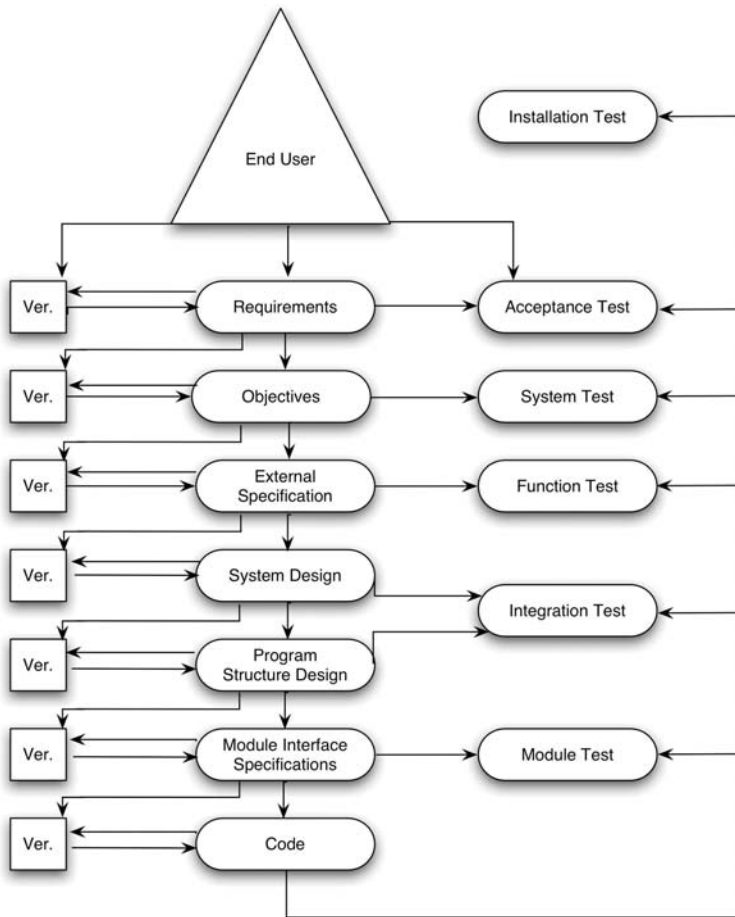 End User
Installation Test
Ver.
Requirements
Acceptance Test
Ver.
Objectives
System Test
Ver.
External
Specification
Function Test
Ver.
System Design
Integration Test
Ver.
Program
Structure Design
Ver.
Module Interface
Specifications
Module Test
Ver.
Code